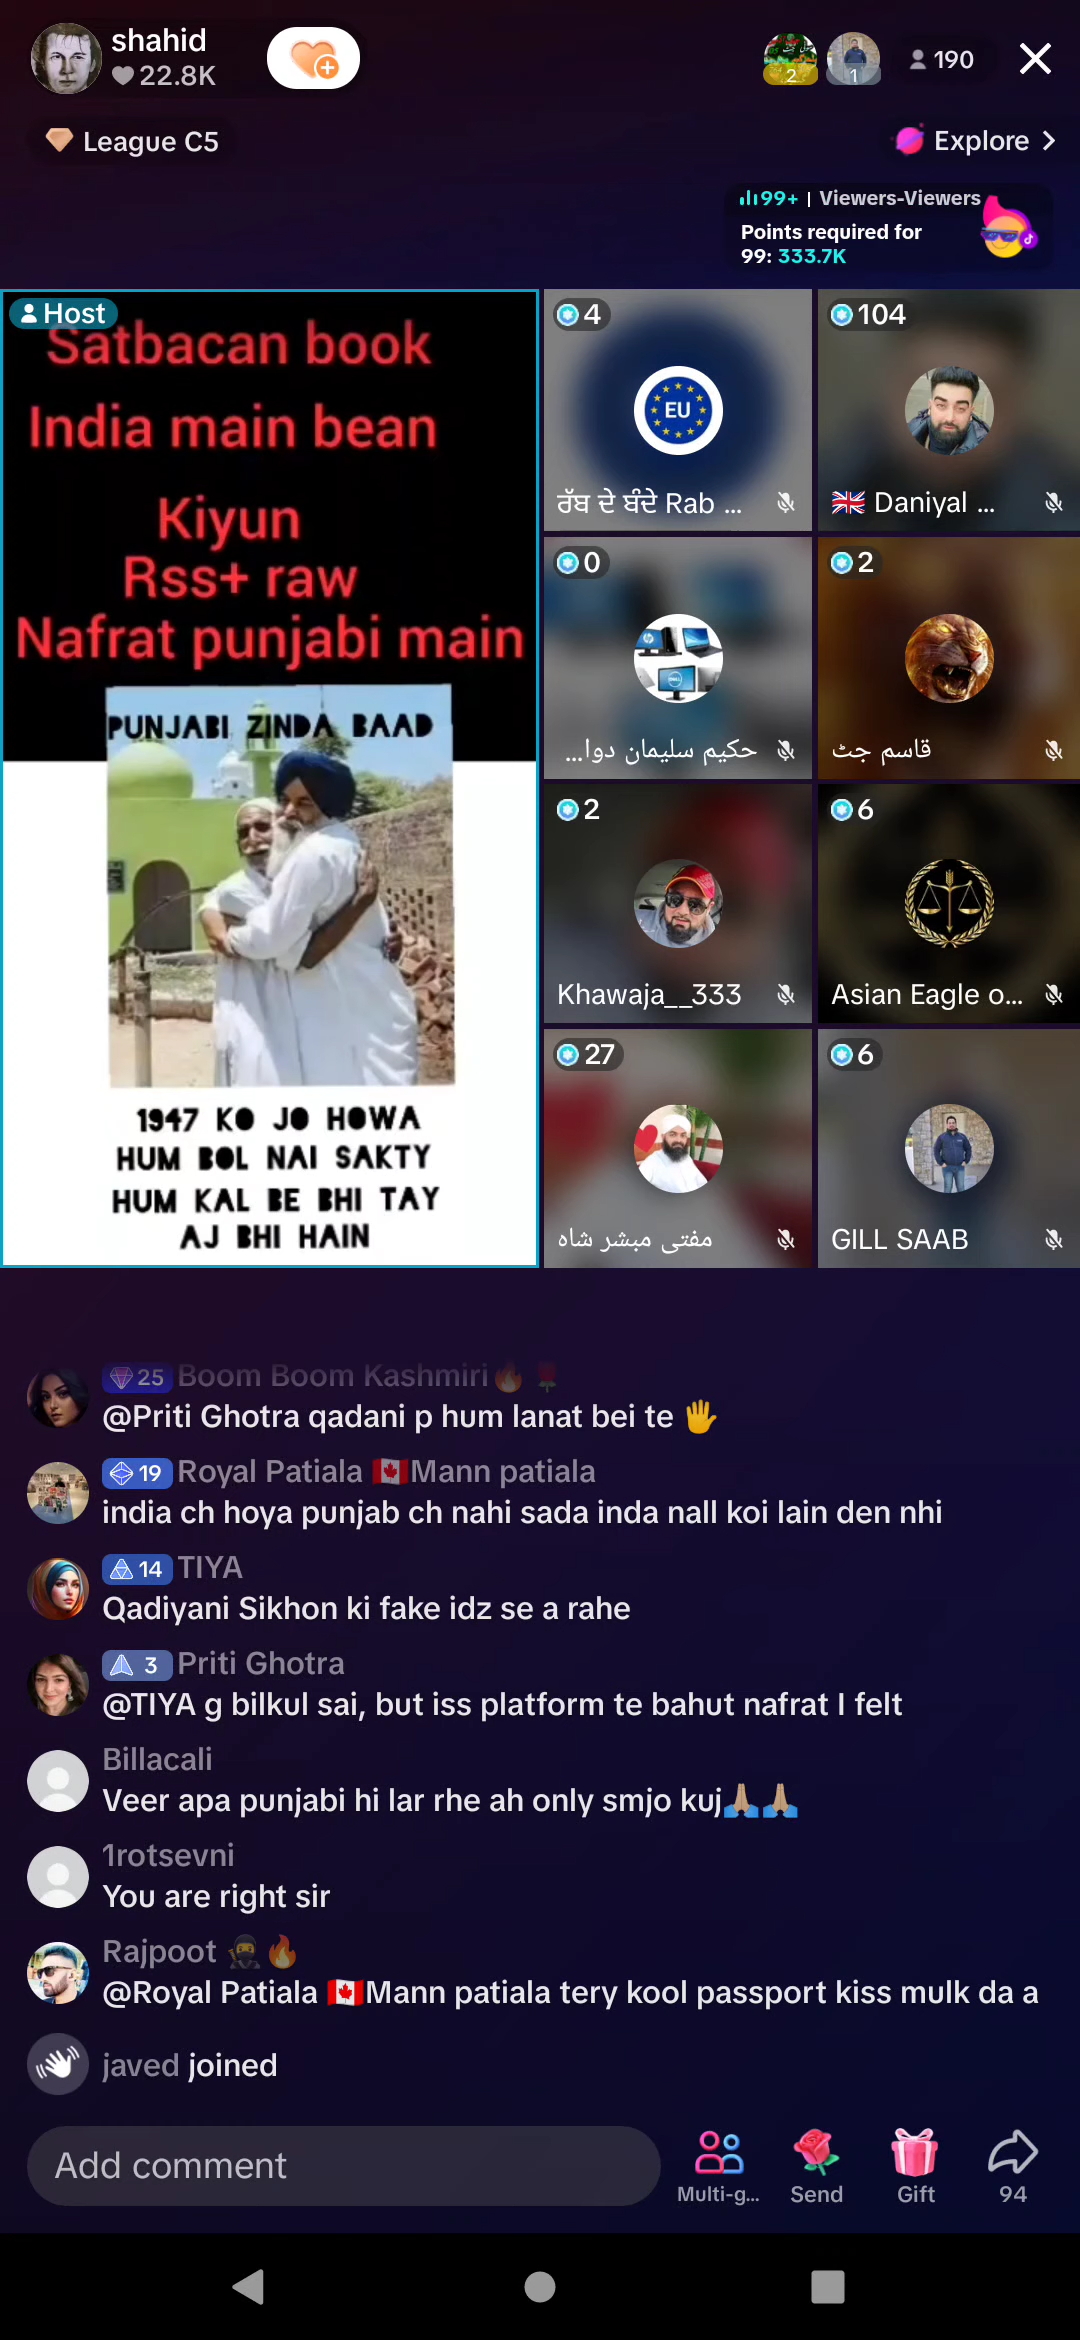 shahid
22.8K
2
1
190
League C5
Explore
99+ | Viewers-Viewers
Points required for
99: 333.7K
Host
Satbacan book
India main bean
Kiyun
Rss+ raw
Nafrat punjabi main
PUNJABI ZINDA BAAD
1947 KO JO HOWA
HUM BOL NAI SAKTY
HUM KAL BE BHI TAY
AJ BHI HAIN
4
EU
ਰੱਬ ਦੇ ਬੰਦੇ Rab ...
104
🇬🇧 Daniyal ...
0
حکیم سلیمان دوا...
2
قاسم جٹ
2
Khawaja__333
6
Asian Eagle o...
27
مفتی مبشر شاہ
6
GILL SAAB
25 Boom Boom Kashmiri🔥🌹
@Priti Ghotra qadani p hum lanat bei te 🖐️
19 Royal Patiala 🇨🇦Mann patiala
india ch hoya punjab ch nahi sada inda nall koi lain den nhi
14 TIYA
Qadiyani Sikhon ki fake idz se a rahe
3 Priti Ghotra
@TIYA g bilkul sai, but iss platform te bahut nafrat I felt
Billacali
Veer apa punjabi hi lar rhe ah only smjo kuj🙏🏼🙏🏼
1rotsevni
You are right sir
Rajpoot 🥷🔥
@Royal Patiala 🇨🇦Mann patiala tery kool passport kiss mulk da a
javed joined
Add comment
Multi-g...
Send
Gift
94